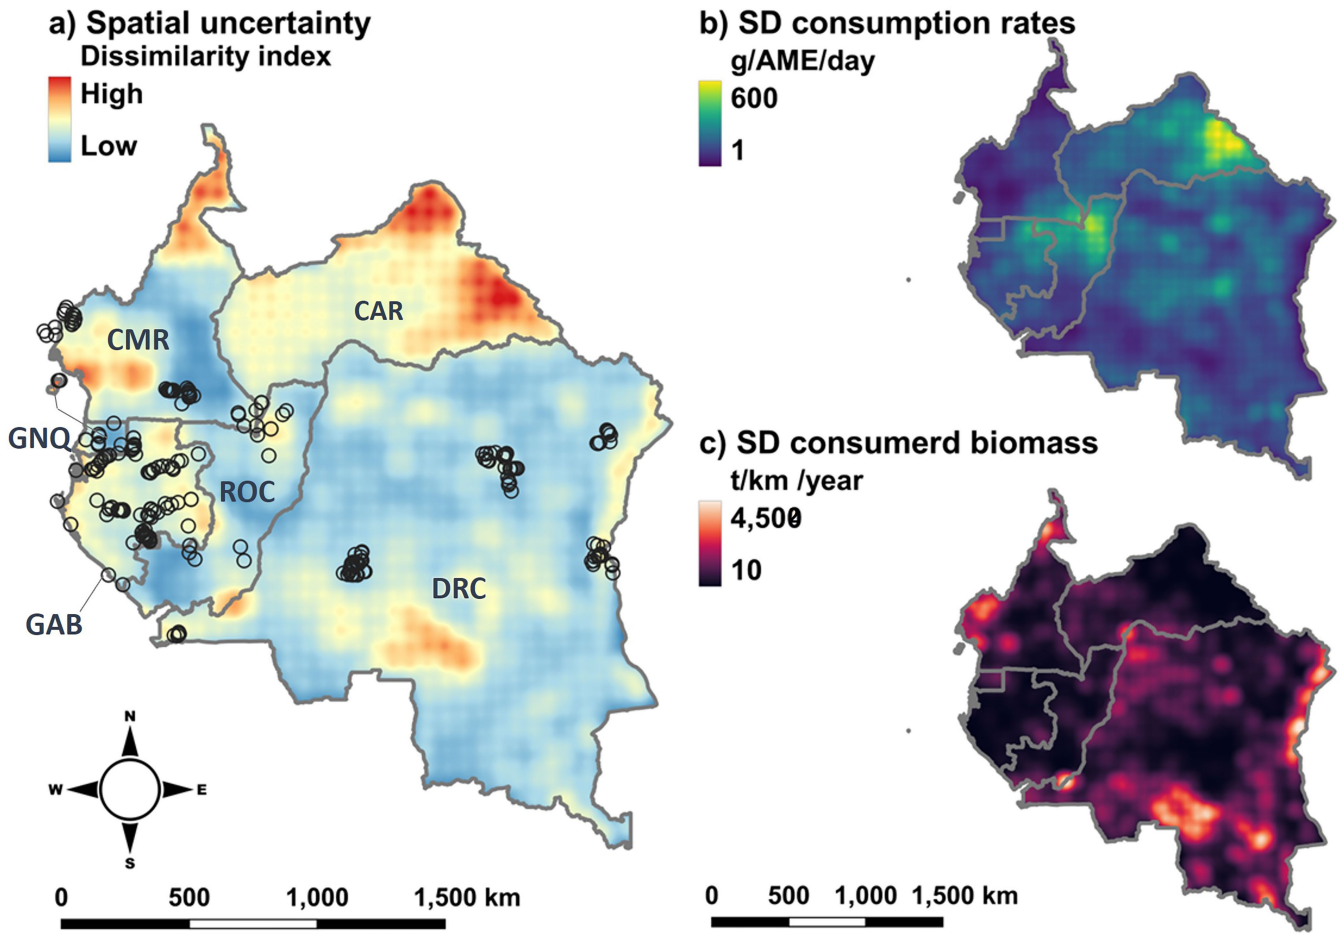 a) Spatial uncertainty
Dissimilarity index
High
Low
CMR
CAR
GNQ
ROC
DRC
GAB
N
W
E
S
0 500 1,000 1,500 km
b) SD consumption rates
g/AME/day
600
1
c) SD consumerd biomass
t/km /year
4,500
10
0 500 1,000 1,500 km